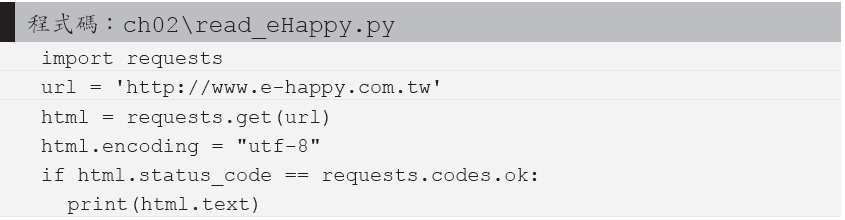 程式碼：ch02\read_eHappy.py
import requests
url = 'http://www.e-happy.com.tw'
html = requests.get(url)
html.encoding = "utf-8"
if html.status_code == requests.codes.ok:
  print(html.text)